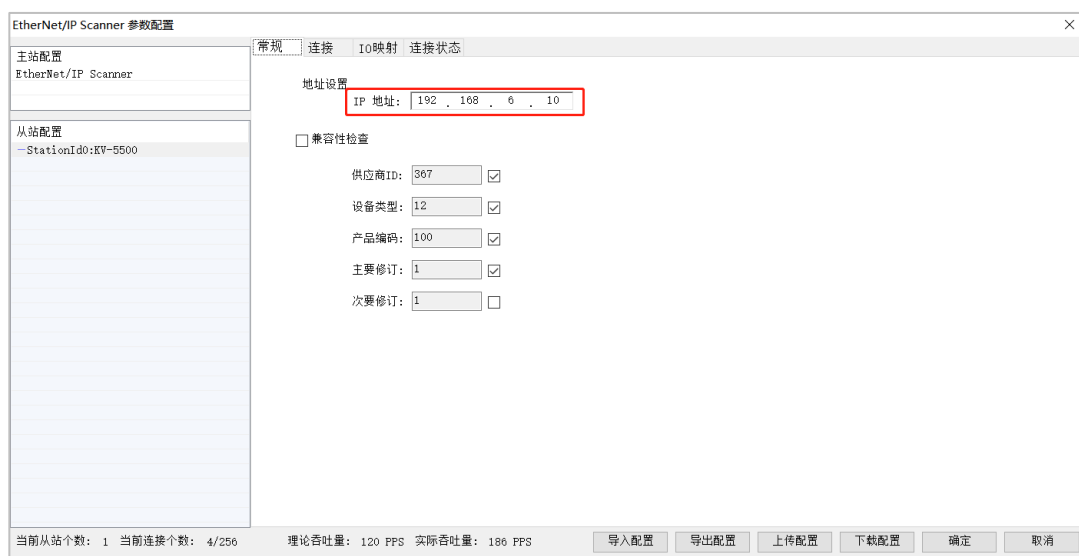 EtherNet/IP Scanner 参数配置
主站配置
EtherNet/IP Scanner
从站配置
StationId0:KV-5500
常规 连接 IO映射 连接状态
地址设置
IP 地址: 192 . 168 . 6 . 10
兼容性检查
供应商ID: 367
设备类型: 12
产品编码: 100
主要修订: 1
次要修订: 1
当前从站个数: 1 当前连接个数: 4/256 理论吞吐量: 120 PPS 实际吞吐量: 186 PPS 导入配置 导出配置 上传配置 下载配置 确定 取消